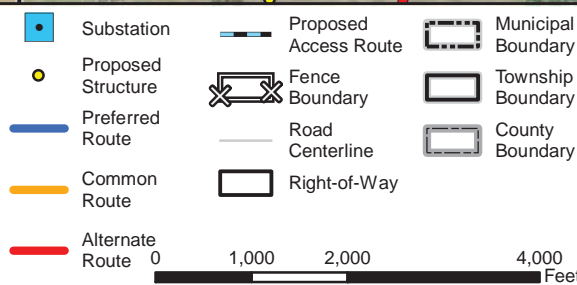 Substation
Proposed
Structure
Preferred
Route
Common
Route
Alternate
Route
Proposed
Access Route
Fence
Boundary
Road
Centerline
Right-of-Way
Municipal
Boundary
Township
Boundary
County
Boundary
0 1,000 2,000 4,000
Feet